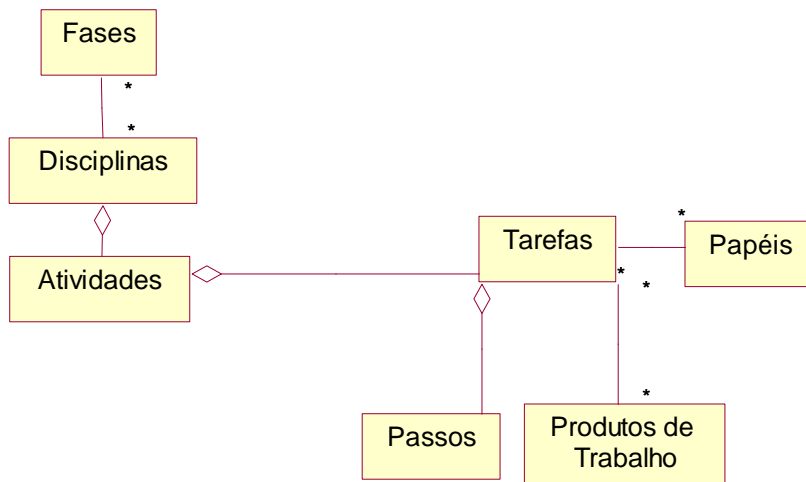 Fases
*
*
Disciplinas
Atividades
Tarefas
*
Papéis
*
*
*
Passos
Produtos de
Trabalho